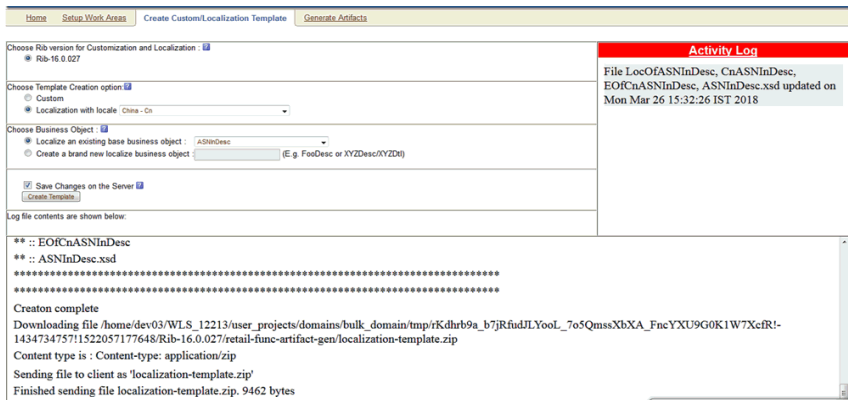 Home Setup Work Areas Create Custom/Localization Template Generate Artifacts
Choose Rib version for Customization and Localization :
Rib-16.0.027
Choose Template Creation option:
Custom
Localization with locale China - Cn
Choose Business Object :
Localize an existing base business object : ASNInDesc
Create a brand new localize business object : (E.g. FooDesc or XYZDesc/XYZDtl)
Save Changes on the Server
Create Template
Log file contents are shown below:
Activity Log
File LocOfASNInDesc, CnASNInDesc,
EOfCnASNInDesc, ASNInDesc.xsd updated on
Mon Mar 26 15:32:26 IST 2018
** :: EOfCnASNInDesc
** :: ASNInDesc.xsd
********************************************************************************
********************************************************************************
Creaton complete
Downloading file /home/dev03/WLS_12213/user_projects/domains/bulk_domain/tmp/rKdhrb9a_b7jRfudJLYooL_7o5QmssXbXA_FncYXU9G0K1W7XcfR!-
1434734757!1522057177648/Rib-16.0.027/retail-func-artifact-gen/localization-template.zip
Content type is : Content-type: application/zip
Sending file to client as 'localization-template.zip'
Finished sending file localization-template.zip. 9462 bytes